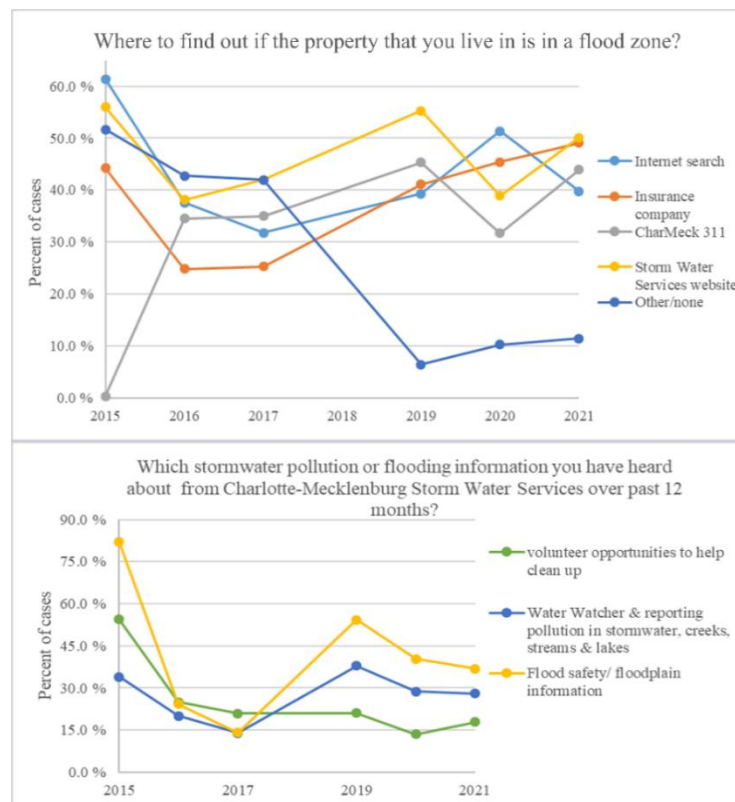 Where to find out if the property that you live in is in a flood zone?
Percent of cases
60.0 %
50.0 %
40.0 %
30.0 %
20.0 %
10.0 %
0.0 %
2015 2016 2017 2018 2019 2020 2021
Internet search
Insurance
company
CharMeck 311
Storm Water
Services website
Other/none
Which stormwater pollution or flooding information you have heard
about from Charlotte-Mecklenburg Storm Water Services over past 12
months?
Percent of cases
90.0 %
75.0 %
60.0 %
45.0 %
30.0 %
15.0 %
0.0 %
2015 2017 2019 2021
volunteer opportunities to help
clean up
Water Watcher & reporting
pollution in stormwater, creeks,
streams & lakes
Flood safety/ floodplain
information